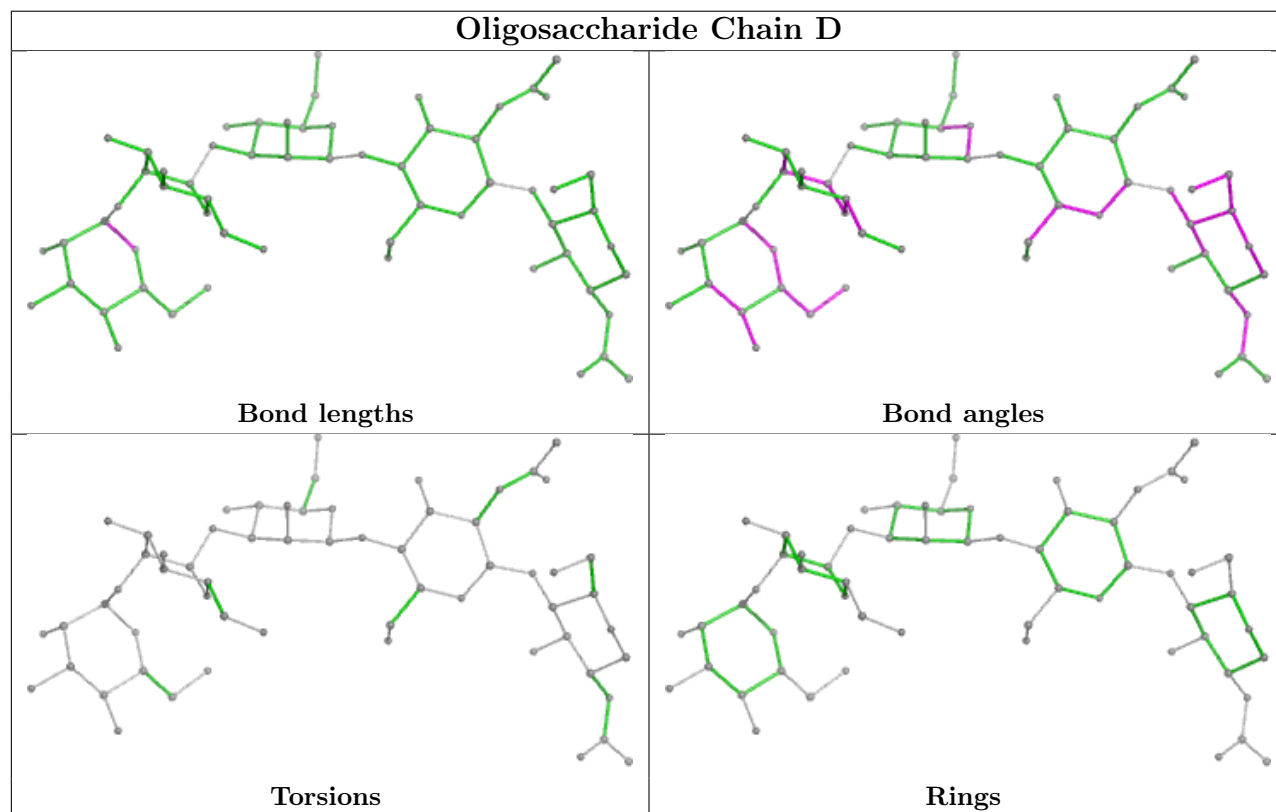 Oligosaccharide Chain D
Bond lengths
Bond angles
Torsions
Rings